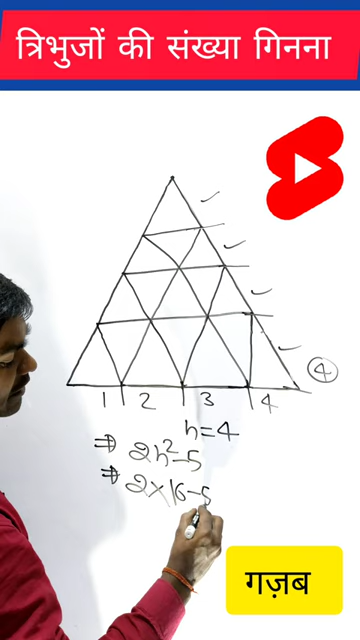 त्रिभुजों की संख्या गिनना
④
1 2 3 4
n=4
⇒ 2n²-5
⇒ 2×16-5
गज़ब